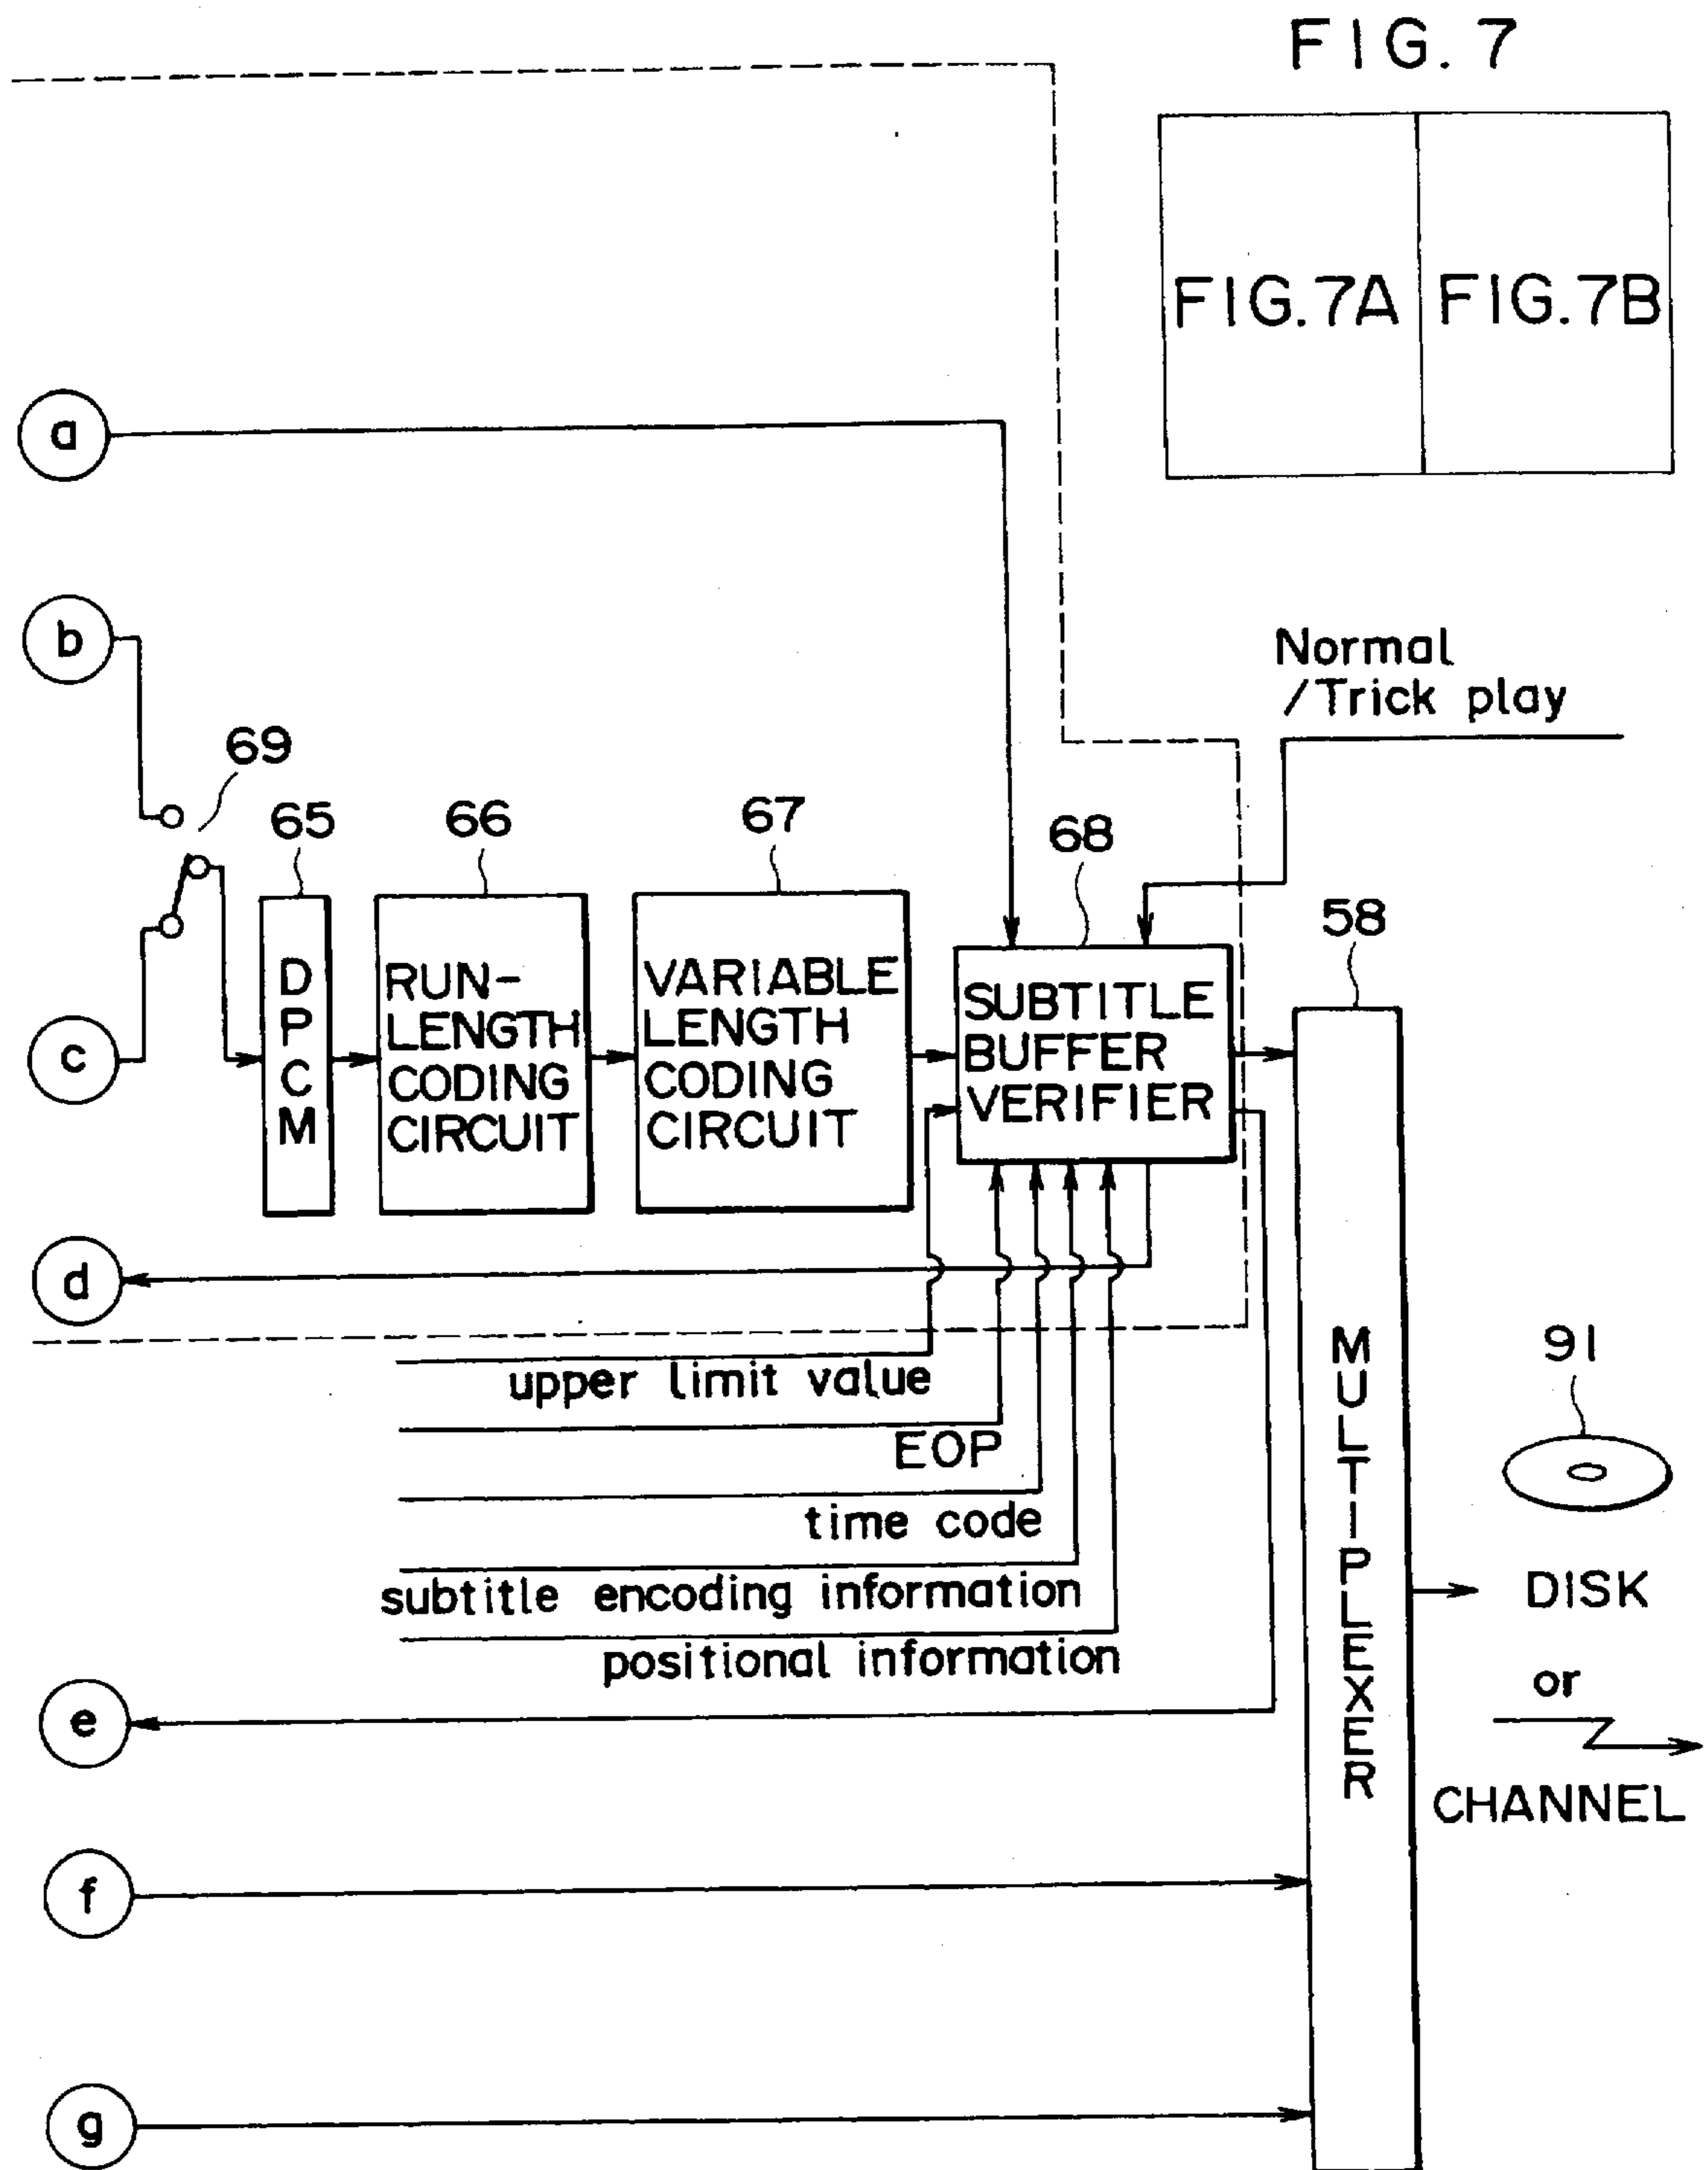 FIG. 7
FIG. 7A
FIG. 7B
a
b
Normal
/Trick play
69
65
66
67
68
58
DPCM
RUN-
LENGTH
CODING
CIRCUIT
VARIABLE
LENGTH
CODING
CIRCUIT
SUBTITLE
BUFFER
VERIFIER
c
d
upper limit value
EOP
time code
subtitle encoding information
positional information
MULTIPLEXER
91
DISK
or
CHANNEL
e
f
g